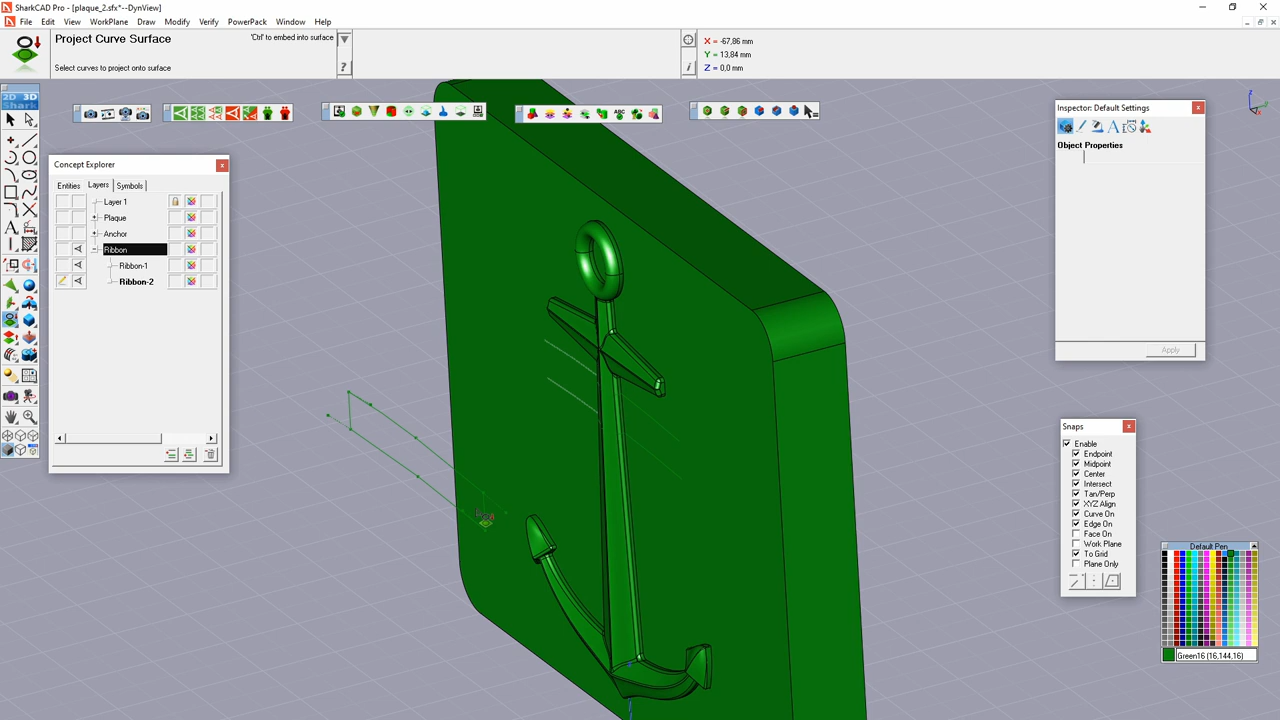 SharkCAD Pro - [plaque_2.sfx*--DynView]
File Edit View WorkPlane Draw Modify Verify PowerPack Window Help
Project Curve Surface
'Ctrl' to embed into surface
Select curves to project onto surface
?
i
X = -67,86 mm
Y = 13,84 mm
Z = 0,0 mm
2D 3D
Shark
ABC
Concept Explorer
Entities Layers Symbols
Layer 1
Plaque
Anchor
Ribbon
Ribbon-1
Ribbon-2
Inspector: Default Settings
Object Properties
Apply
Snaps
Enable
Endpoint
Midpoint
Center
Intersect
Tan/Perp
XYZ Align
Curve On
Edge On
Face On
Work Plane
To Grid
Plane Only
Default Pen
Green16 (16,144,16)